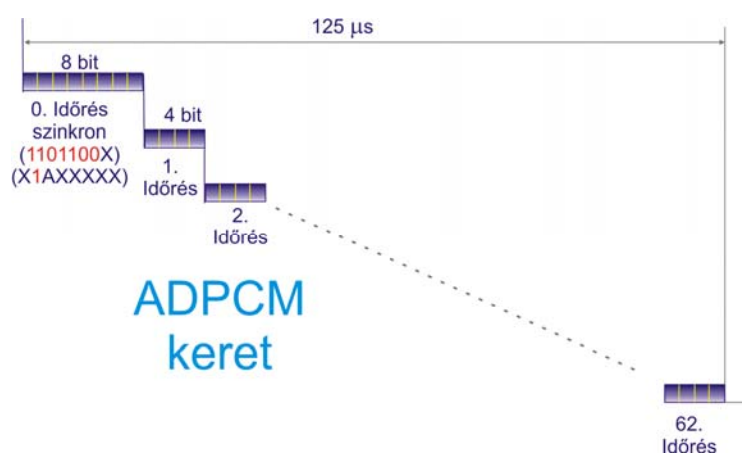 125 μs
8 bit
0. Időrés
szinkron
(1101100X)
(X1AXXXXX)
4 bit
1.
Időrés
2.
Időrés
ADPCM
keret
62.
Időrés